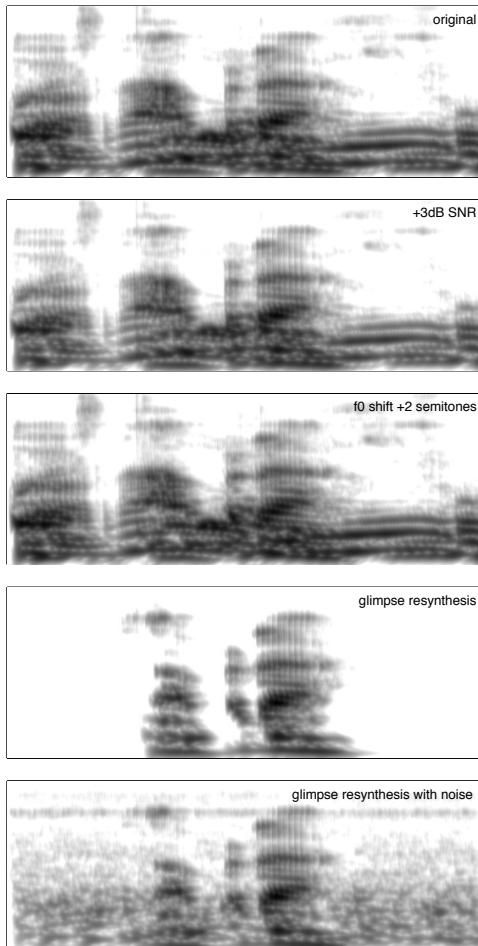 original
+3dB SNR
f0 shift +2 semitones
glimpse resynthesis
glimpse resynthesis with noise